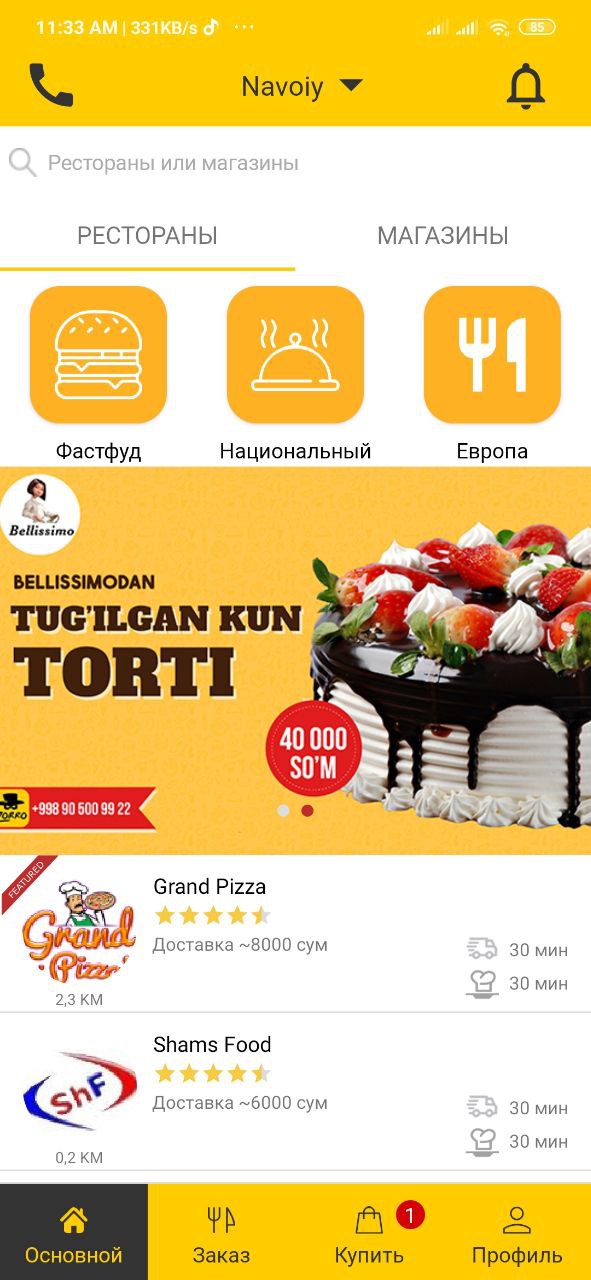 11:33 AM | 331KB/s ...
85
Navoiy
Рестораны или магазины
РЕСТОРАНЫ
МАГАЗИНЫ
Фастфуд
Национальный
Европа
Bellissimo
BELLISSIMODAN
TUG'ILGAN KUN
TORTI
40 000
SO'M
ZORRO
+998 90 500 99 22
FEATURED
Grand Pizza
Grand
Pizza
Доставка ~8000 сум
30 мин
30 мин
2,3 KM
Shams Food
ShF
Доставка ~6000 сум
30 мин
30 мин
0,2 KM
Основной
Заказ
1
Купить
Профиль